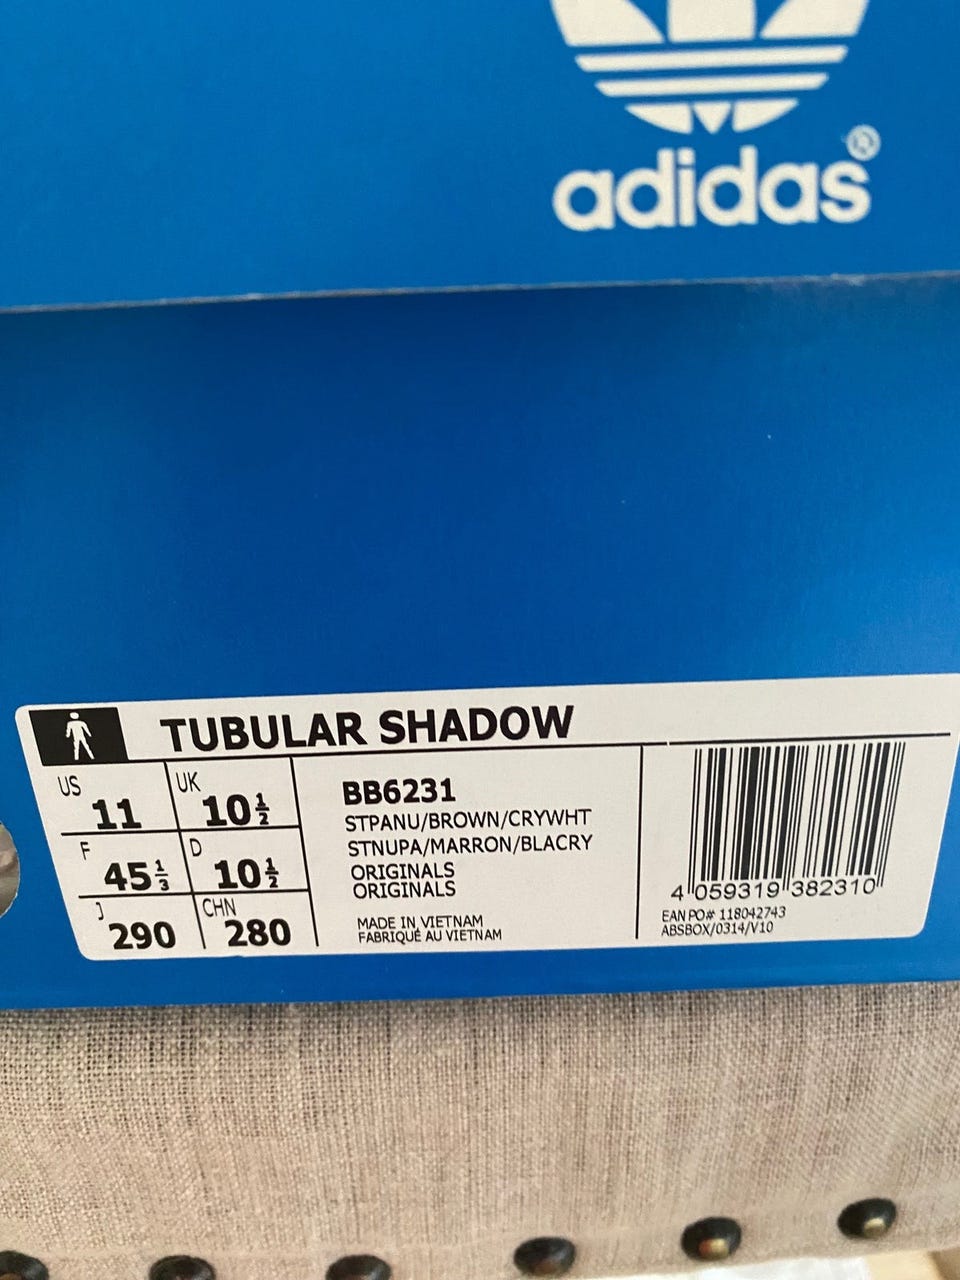 adidas®
TUBULAR SHADOW
US 11
UK 10½
F 45⅓
D 10½
J 290
CHN 280
BB6231
STPANU/BROWN/CRYWHT
STNUPA/MARRON/BLACRY
ORIGINALS
ORIGINALS
MADE IN VIETNAM
FABRIQUÉ AU VIETNAM
4 059319 382310
EAN PO# 118042743
ABSBOX/0314/V10